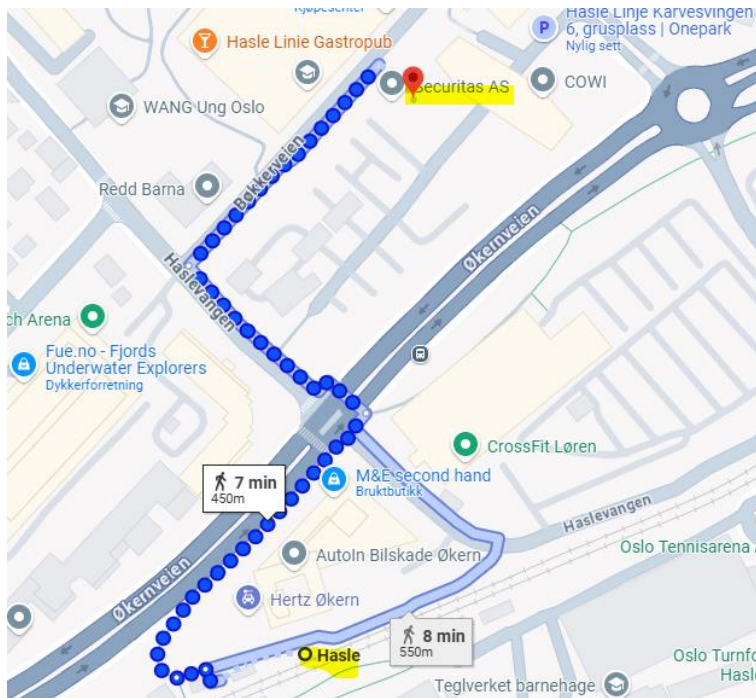 Kjøpesenter
Hasle Linje Karvesvingen
6, grusplass | Onepark
Nylig sett
P
Hasle Linie Gastropub
Securitas AS
COWI
WANG Ung Oslo
Redd Barna
Bøkkerveien
Økernveien
Haslevangen
ch Arena
Fue.no - Fjords
Underwater Explorers
Dykkerforretning
CrossFit Løren
M&E second hand
Bruktbutikk
7 min
450m
Haslevangen
AutoIn Bilskade Økern
Oslo Tennisarena
Hertz Økern
Økernveien
8 min
550m
Hasle
Oslo Turnfo
Hasl
Teglverket barnehage